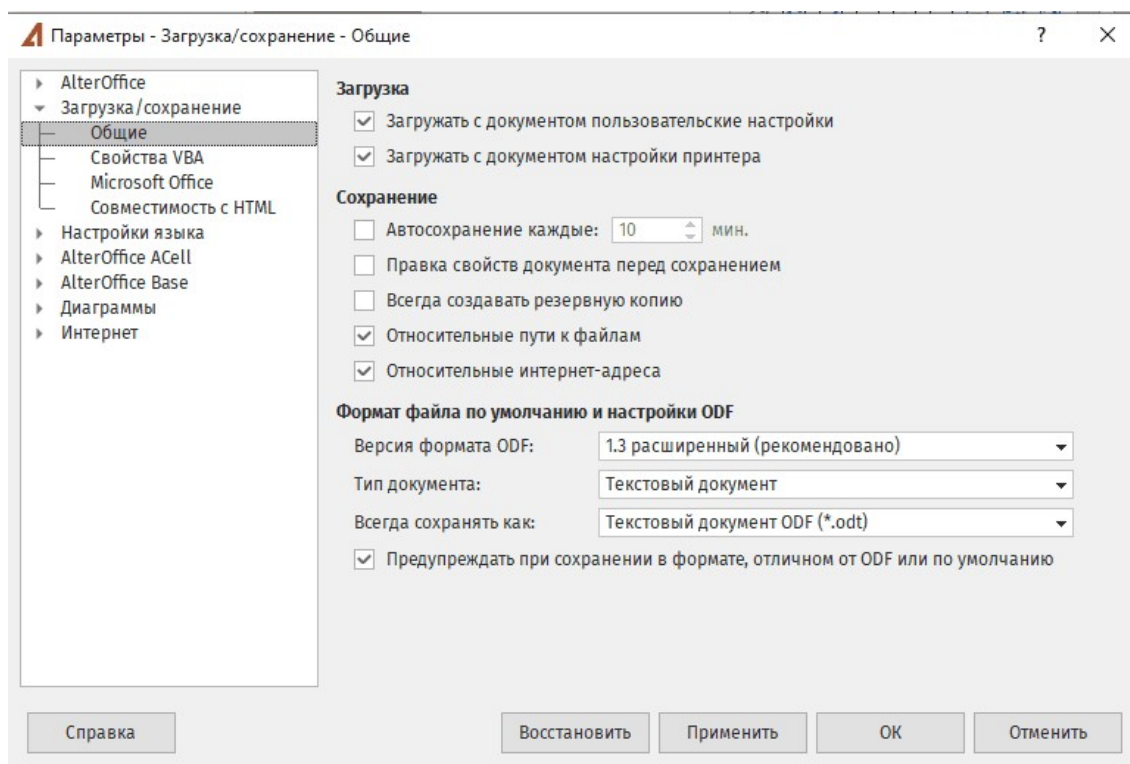 Параметры - Загрузка/сохранение - Общие
AlterOffice
Загрузка/сохранение
Общие
Свойства VBA
Microsoft Office
Совместимость с HTML
Настройки языка
AlterOffice ACell
AlterOffice Base
Диаграммы
Интернет
Загрузка
Загружать с документом пользовательские настройки
Загружать с документом настройки принтера
Сохранение
Автосохранение каждые: 10 мин.
Правка свойств документа перед сохранением
Всегда создавать резервную копию
Относительные пути к файлам
Относительные интернет-адреса
Формат файла по умолчанию и настройки ODF
Версия формата ODF: 1.3 расширенный (рекомендовано)
Тип документа: Текстовый документ
Всегда сохранять как: Текстовый документ ODF (*.odt)
Предупреждать при сохранении в формате, отличном от ODF или по умолчанию
Справка Восстановить Применить ОК Отменить